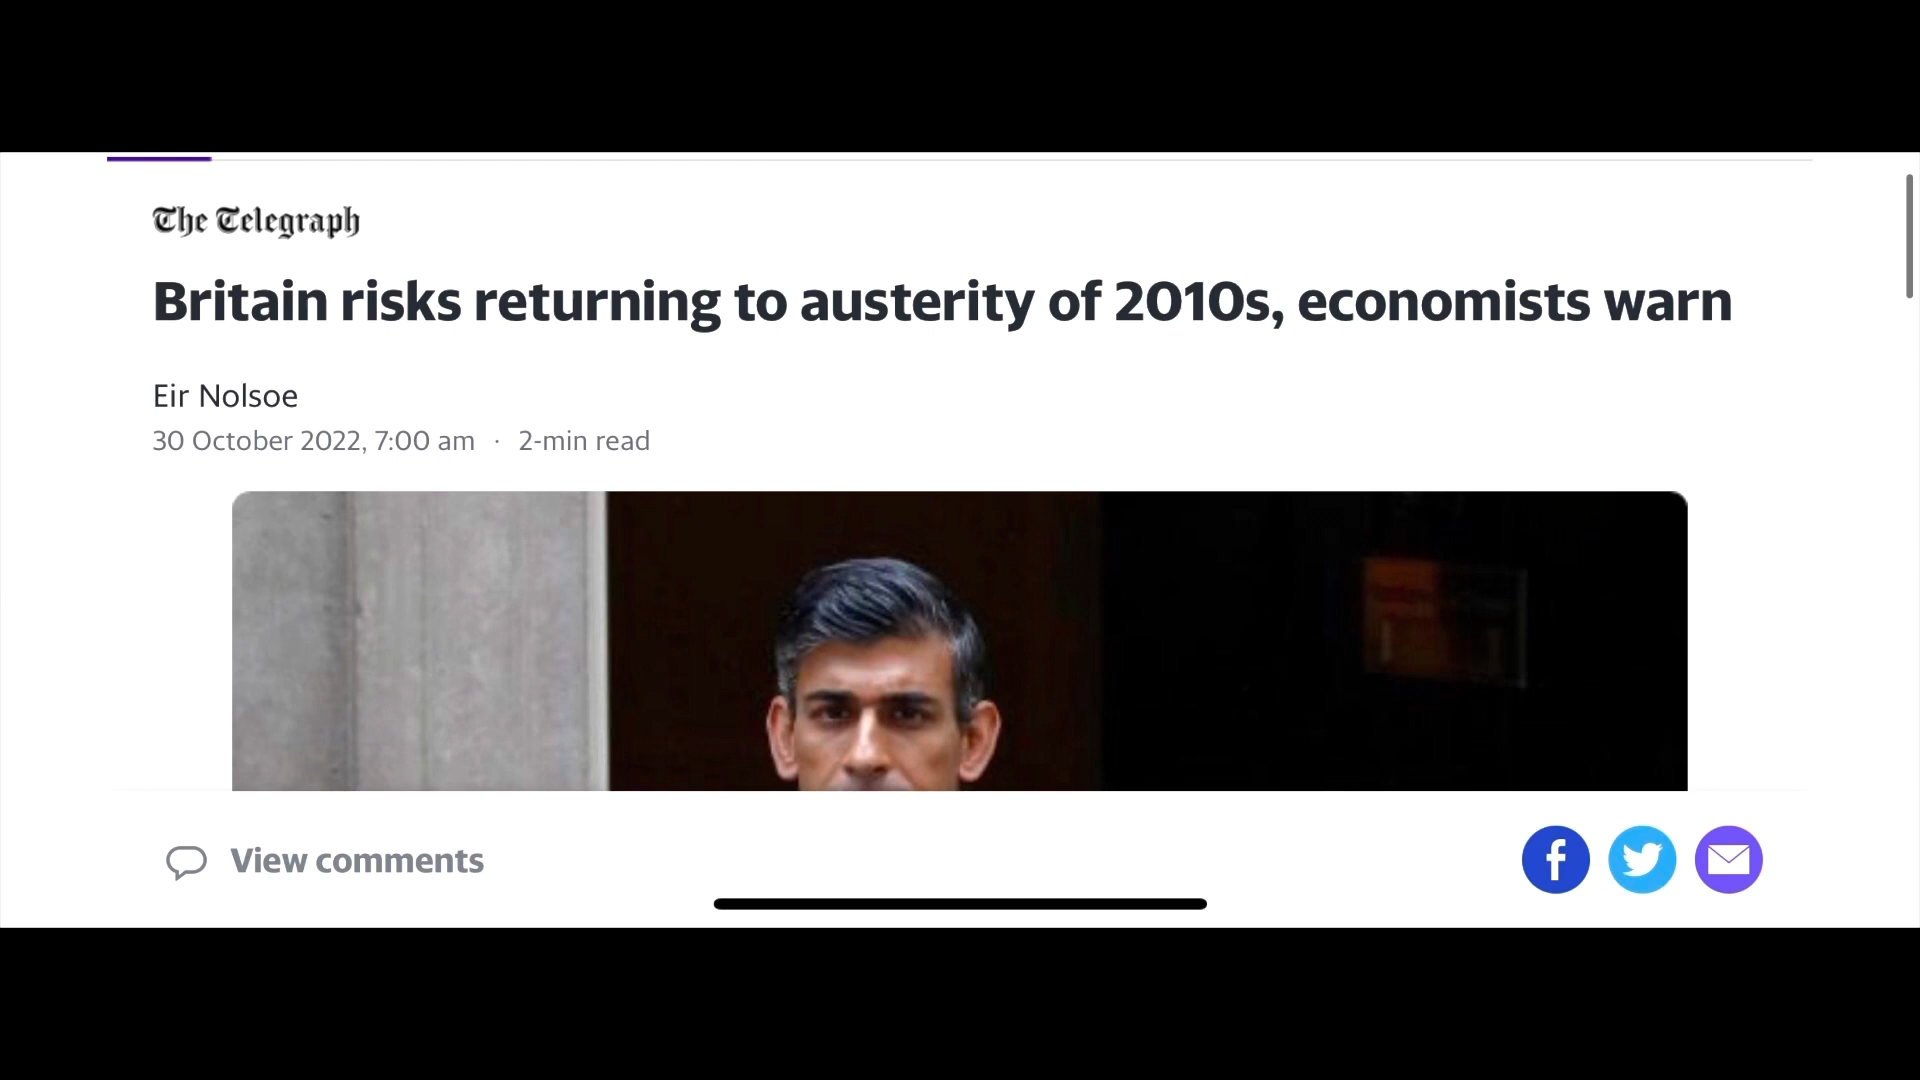 The Telegraph
Britain risks returning to austerity of 2010s, economists warn
Eir Nolsoe
30 October 2022, 7:00 am · 2-min read
View comments